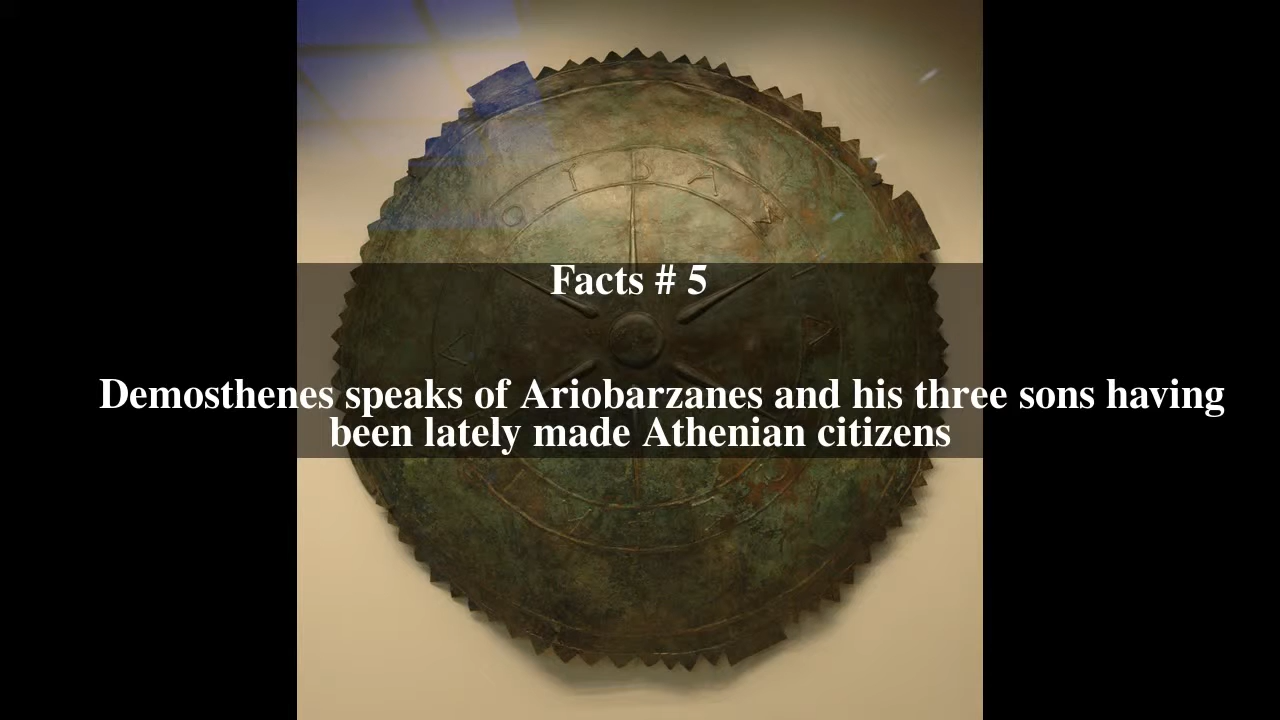 Facts # 5
Demosthenes speaks of Ariobarzanes and his three sons having
been lately made Athenian citizens